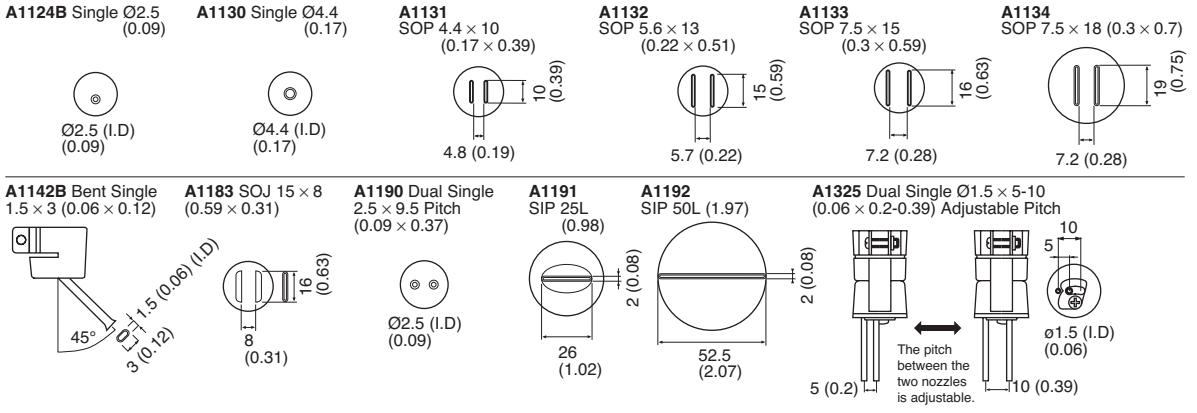 A1124B Single Ø2.5
(0.09)
Ø2.5 (I.D)
(0.09)
A1130 Single Ø4.4
(0.17)
Ø4.4 (I.D)
(0.17)
A1131
SOP 4.4 × 10
(0.17 × 0.39)
10
(0.39)
4.8 (0.19)
A1132
SOP 5.6 × 13
(0.22 × 0.51)
15
(0.59)
5.7 (0.22)
A1133
SOP 7.5 × 15
(0.3 × 0.59)
16
(0.63)
7.2 (0.28)
A1134
SOP 7.5 × 18 (0.3 × 0.7)
19
(0.75)
7.2 (0.28)
A1142B Bent Single
1.5 × 3 (0.06 × 0.12)
1.5 (0.06) (I.D)
45°
3 (0.12)
A1183 SOJ 15 × 8
(0.59 × 0.31)
16
(0.63)
8
(0.31)
A1190 Dual Single
2.5 × 9.5 Pitch
(0.09 × 0.37)
Ø2.5 (I.D)
(0.09)
A1191
SIP 25L
(0.98)
2 (0.08)
26
(1.02)
A1192
SIP 50L (1.97)
2 (0.08)
52.5
(2.07)
A1325 Dual Single Ø1.5 × 5-10
(0.06 × 0.2-0.39) Adjustable Pitch
10
5
ø1.5 (I.D)
(0.06)
The pitch
between the
two nozzles
is adjustable.
5 (0.2)
10 (0.39)